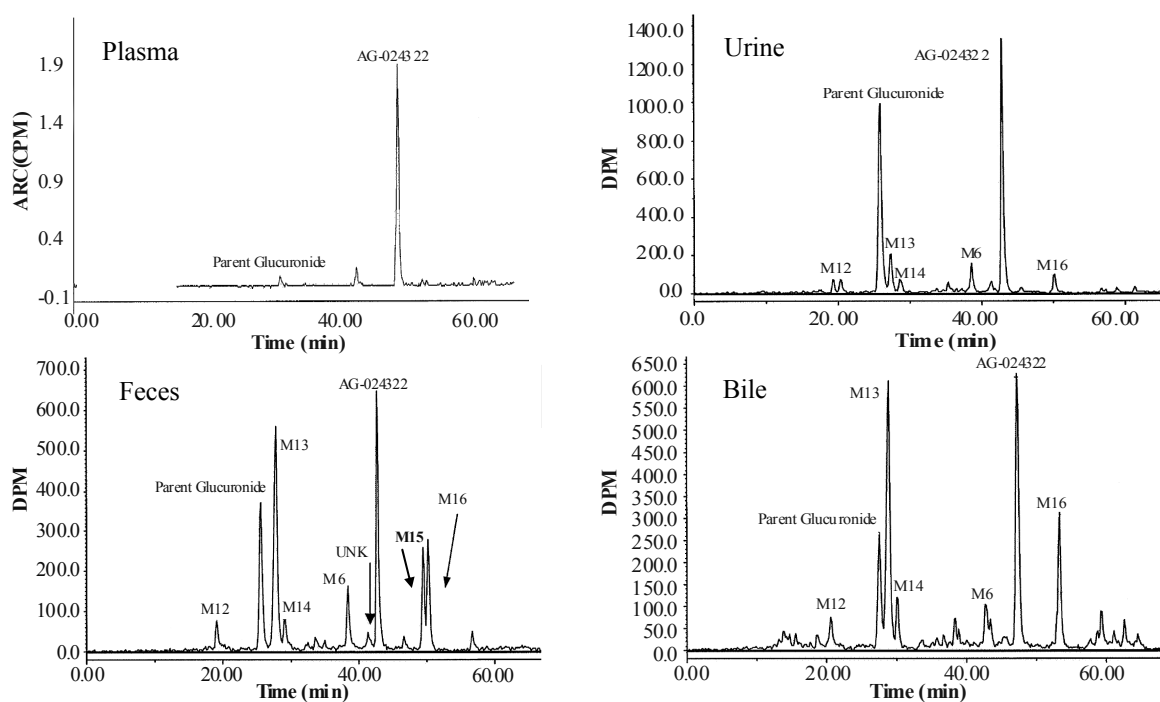 Plasma
AG-024322
Parent Glucuronide
ARC(CPM)
1.9
1.4
0.9
0.4
-0.1
0.00 20.00 40.00 60.00
Time (min)
Urine
AG-024322
Parent Glucuronide
M12
M13
M14
M6
M16
DPM
1400.0
1200.0
1000.0
800.0
600.0
400.0
200.0
0.0
0.0 20.00 40.00 60.00
Time (min)
Feces
AG-024322
M13
Parent Glucuronide
M12
M14
M6
UNK
M15
M16
DPM
700.0
600.0
500.0
400.0
300.0
200.0
100.0
0.0
0.00 20.00 40.00 60.00
Time (min)
Bile
AG-024322
M13
Parent Glucuronide
M12
M14
M6
M16
DPM
650.0
600.0
550.0
500.0
450.0
400.0
350.0
300.0
250.0
200.0
150.0
100.0
50.0
0.0
0.00 20.00 40.00 60.00
Time (min)